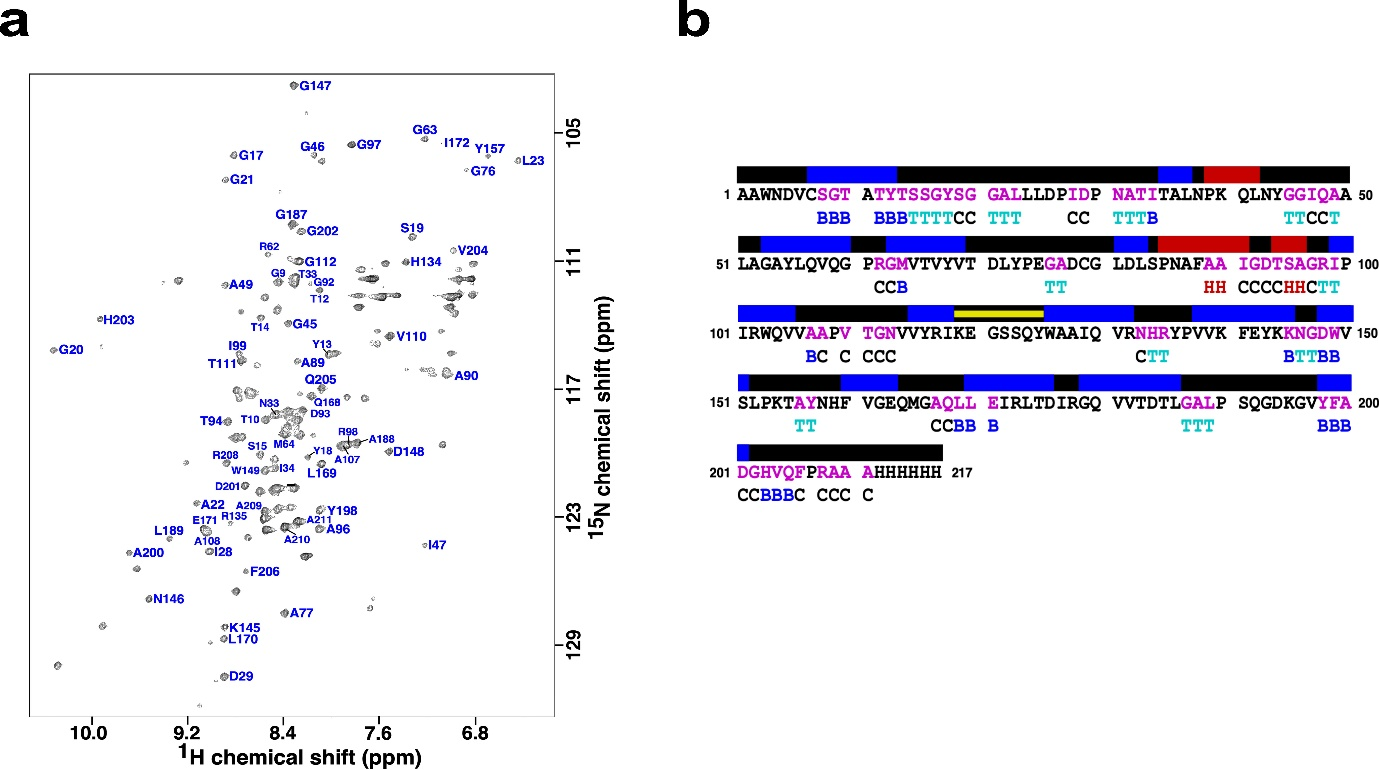 a
b
G147
G63
I172
Y157
L23
G76
G46
G97
G17
G21
G187
G202
S19
V204
R62
G112
H134
G9
T33
G92
A49
T12
H203
T14
G45
V110
G20
I99
Y13
T111
A89
A90
Q205
Q168
N33
D93
T94
T10
R98
A188
S15
M64
Y18
A107
D148
R208
W149
I34
L169
D201
A22
A209
Y198
E171
R135
A211
A96
L189
A108
A210
A200
I28
I47
F206
N146
A77
K145
L170
D29
105
111
117
123
129
15N chemical shift (ppm)
10.0 9.2 8.4 7.6 6.8
1H chemical shift (ppm)
1 AAWNDVCSGT ATYTSSGYSG GALLLDPIDP NATITALNPK QLNYGGIQAA 50
BBB BBBTTTTCC TTT CC TTTB TTCCT
51 LAGAYLQVQG PRGMVTVYVT DLYPEGADCG LDLSPNAFAA IGDTSAGRIP 100
CCB TT HH CCCCHHCTT
101 IRWQVVAAPV TGNVVYRIKE GSSQYWAAIQ VRNHRYPVVK FEYKKNGDWV 150
BC C CCC CTT BTTBB
151 SLPKTAYNHF VGEQMGAQLL EIRLTDIRGQ VVTDTLGALP SQGDKGVYFA 200
TT CCBB B TTT BBB
201 DGHVQFPRAA AHHHHHH 217
CCBBBC CCC C